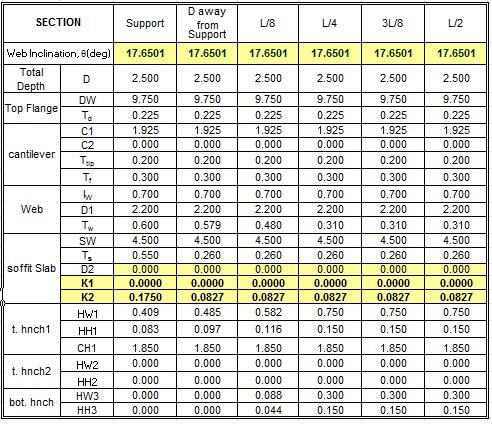 SECTION Support D away from Support L/8 L/4 3L/8 L/2
Web Inclination, θ(deg) 17.6501 17.6501 17.6501 17.6501 17.6501 17.6501
Total Depth D 2.500 2.500 2.500 2.500 2.500 2.500
Top Flange DW 9.750 9.750 9.750 9.750 9.750 9.750
Td 0.225 0.225 0.225 0.225 0.225 0.225
cantilever C1 1.925 1.925 1.925 1.925 1.925 1.925
C2 0.000 0.000 0.000 0.000 0.000 0.000
Ttip 0.200 0.200 0.200 0.200 0.200 0.200
Tf 0.300 0.300 0.300 0.300 0.300 0.300
Web lw 0.700 0.700 0.700 0.700 0.700 0.700
D1 2.200 2.200 2.200 2.200 2.200 2.200
Tw 0.600 0.579 0.480 0.310 0.310 0.310
soffit Slab SW 4.500 4.500 4.500 4.500 4.500 4.500
Ts 0.550 0.260 0.260 0.260 0.260 0.260
D2 0.000 0.000 0.000 0.000 0.000 0.000
K1 0.0000 0.0000 0.0000 0.0000 0.0000 0.0000
K2 0.1750 0.0827 0.0827 0.0827 0.0827 0.0827
t. hnch1 HW1 0.409 0.485 0.582 0.750 0.750 0.750
HH1 0.083 0.097 0.116 0.150 0.150 0.150
CH1 1.850 1.850 1.850 1.850 1.850 1.850
t. hnch2 HW2 0.000 0.000 0.000 0.000 0.000 0.000
HH2 0.000 0.000 0.000 0.000 0.000 0.000
bot. hnch HW3 0.000 0.000 0.088 0.300 0.300 0.300
HH3 0.000 0.000 0.044 0.150 0.150 0.150